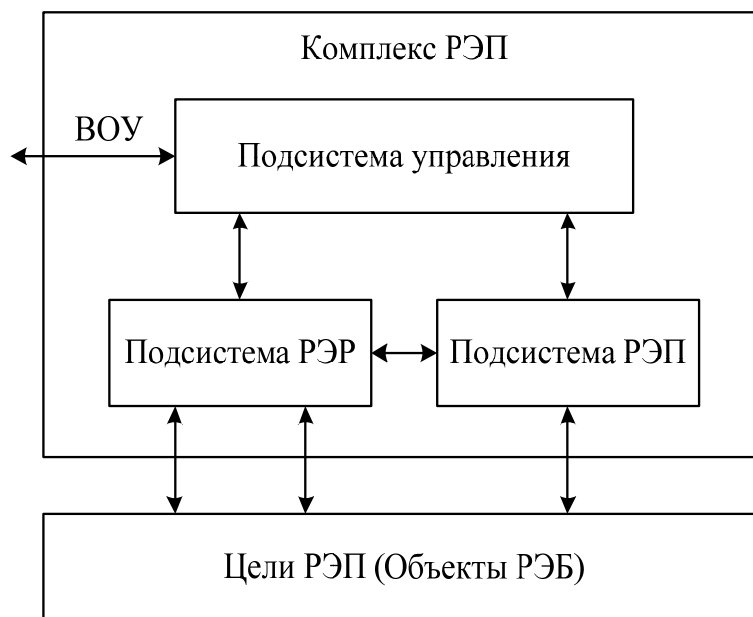 Комплекс РЭП
ВОУ
Подсистема управления
Подсистема РЭР
Подсистема РЭП
Цели РЭП (Объекты РЭБ)